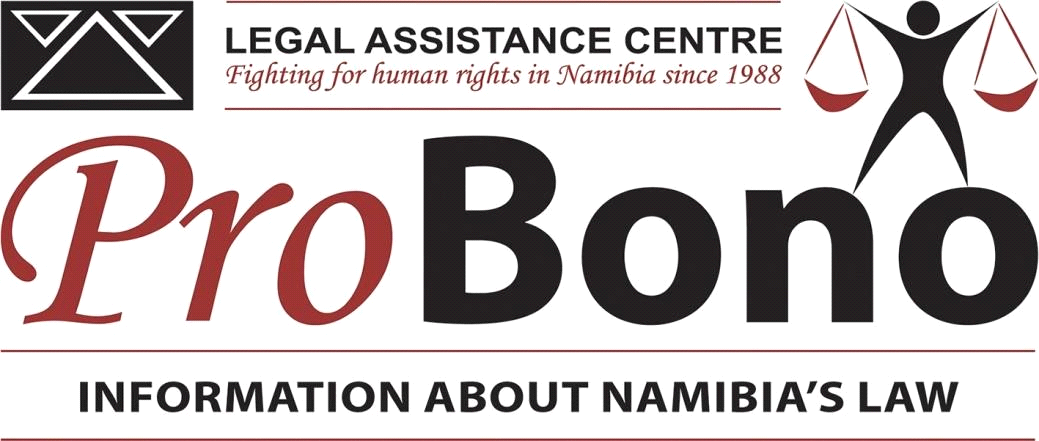 LEGAL ASSISTANCE CENTRE
Fighting for human rights in Namibia since 1988
ProBono
INFORMATION ABOUT NAMIBIA'S LAW